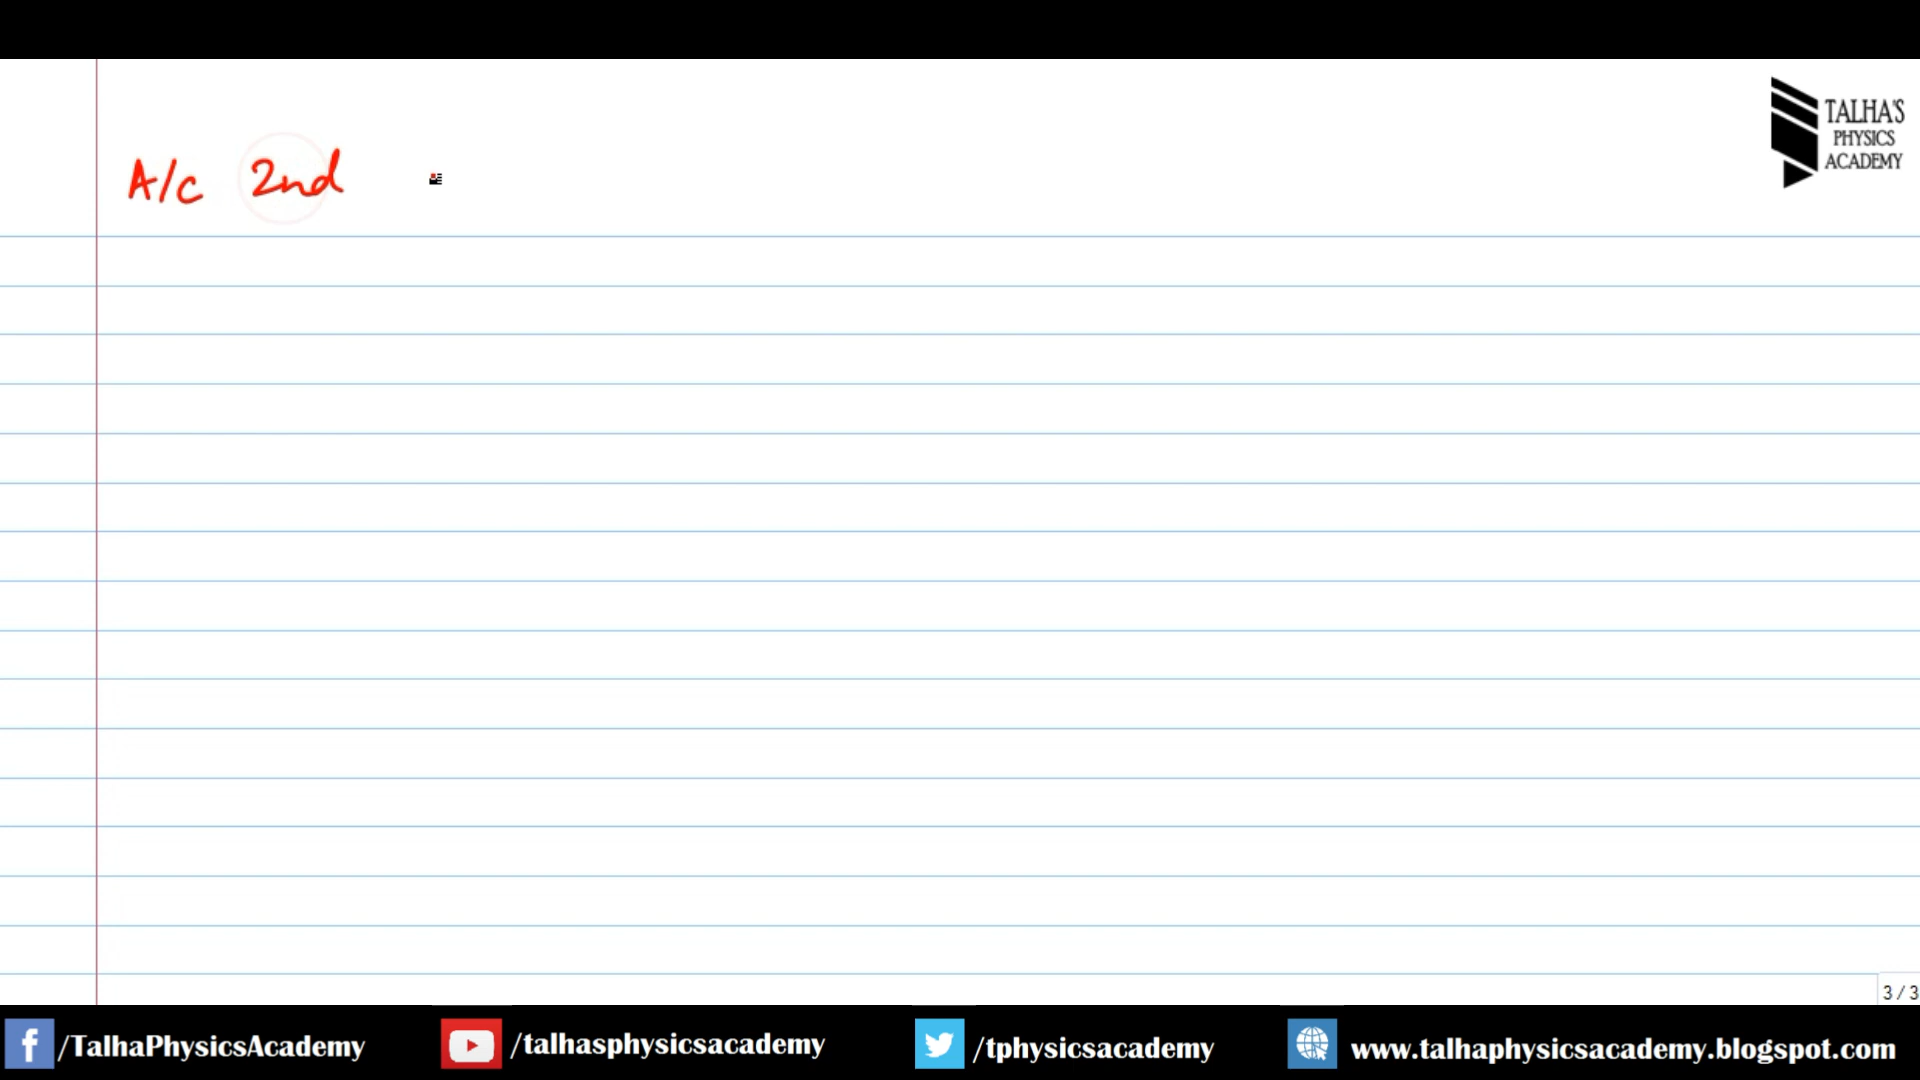 TALHA'S
PHYSICS
ACADEMY
A/c 2nd
3 / 3
/TalhaPhysicsAcademy /talhasphysicsacademy /tphysicsacademy www.talhaphysicsacademy.blogspot.com